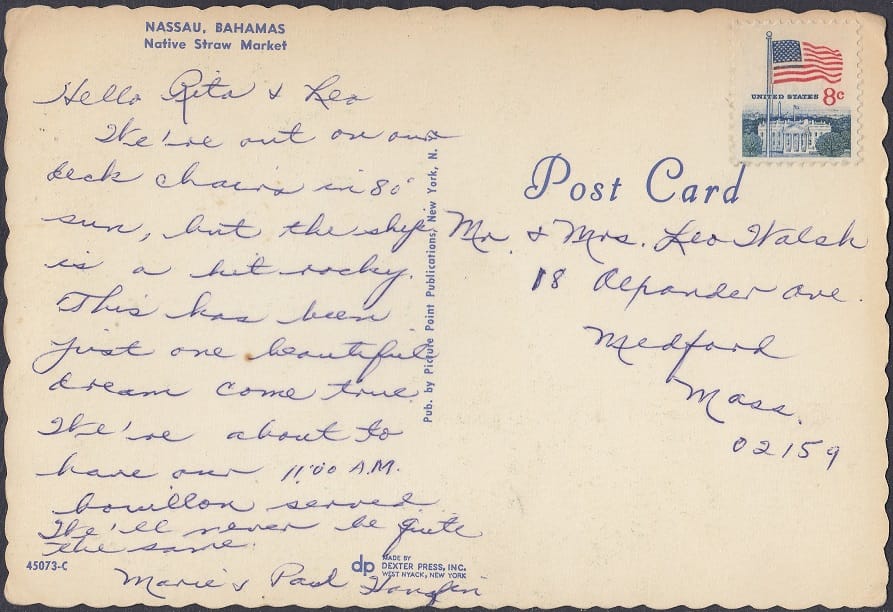 NASSAU, BAHAMAS
Native Straw Market
Hello Rita & Leo
We're out on our
deck chairs in 80°
sun, but the ship
is a bit rocky.
This has been
just one beautiful
dream come true.
We're about to
have our 11:00 A.M.
bouillon served.
We'll never be quite
the same.
Marie & Paul
45073-C
Pub. by Picture Point Publications, New York, N.Y.
dp MADE BY
DEXTER PRESS, INC.
WEST NYACK, NEW YORK
UNITED STATES 8c
Post Card
Mr. & Mrs. Leo Walsh
18 Ave.
Medford
Mass.
02159